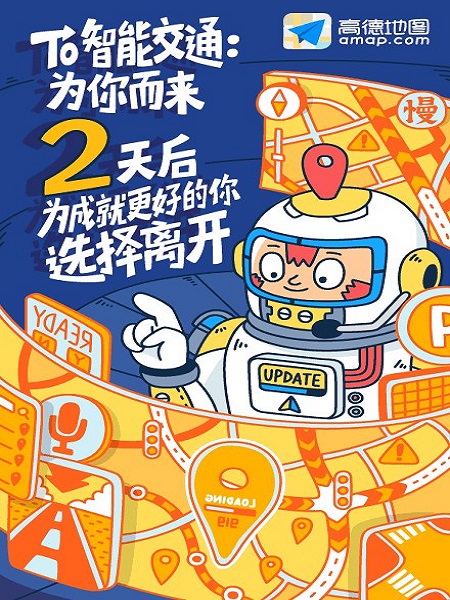 高德地图
amap.com
To智能交通：
为你而来
2天后
为成就更好的你
选择离开
慢
READY
UPDATE
P
LOADING
919